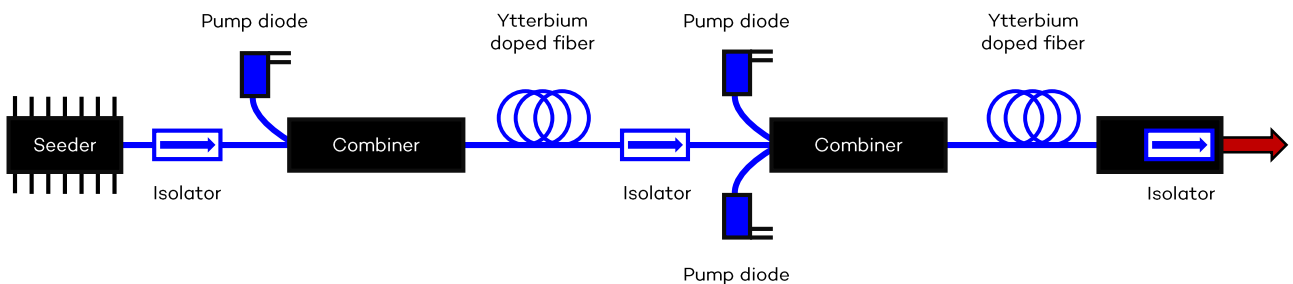 Pump diode
Ytterbium
doped fiber
Pump diode
Ytterbium
doped fiber
Seeder
Combiner
Combiner
Isolator
Isolator
Isolator
Pump diode